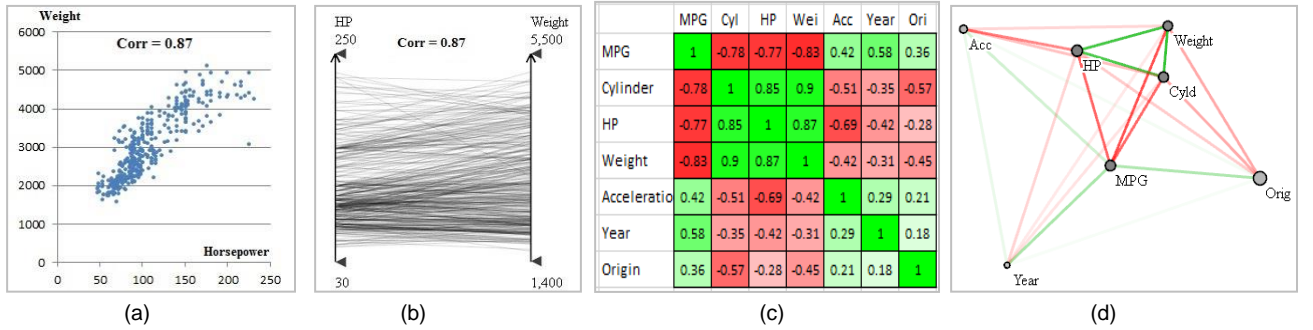 Weight
6000
Corr = 0.87
5000
4000
3000
2000
1000
Horsepower
0
0 50 100 150 200 250
(a)
HP Weight
250 Corr = 0.87 5,500
30 1,400
(b)
MPG Cyl HP Wei Acc Year Ori
MPG 1 -0.78 -0.77 -0.83 0.42 0.58 0.36
Cylinder -0.78 1 0.85 0.9 -0.51 -0.35 -0.57
HP -0.77 0.85 1 0.87 -0.69 -0.42 -0.28
Weight -0.83 0.9 0.87 1 -0.42 -0.31 -0.45
Acceleratio 0.42 -0.51 -0.69 -0.42 1 0.29 0.21
Year 0.58 -0.35 -0.42 -0.31 0.29 1 0.18
Origin 0.36 -0.57 -0.28 -0.45 0.21 0.18 1
(c)
Acc
Weight
HP
Cyld
MPG
Orig
Year
(d)